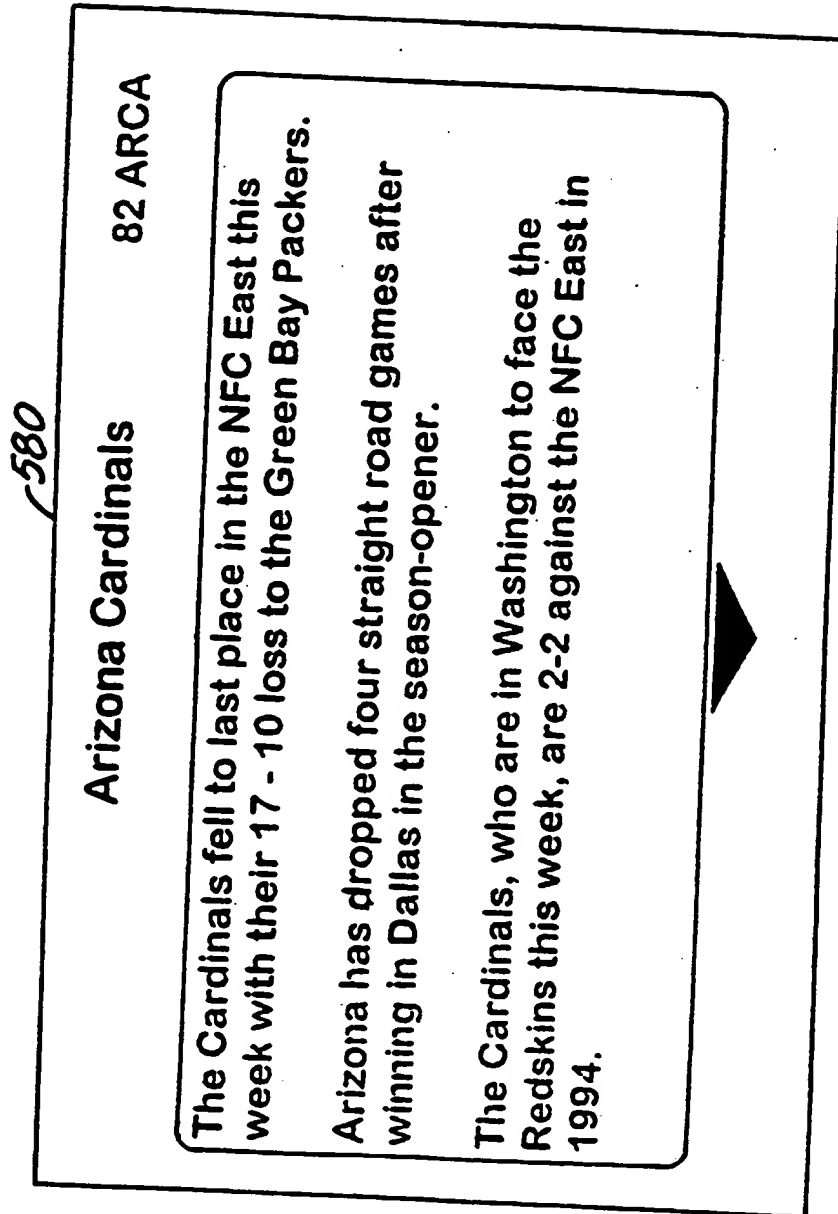 580
Arizona Cardinals 82 ARCA
The Cardinals fell to last place in the NFC East this
week with their 17 - 10 loss to the Green Bay Packers.
Arizona has dropped four straight road games after
winning in Dallas in the season-opener.
The Cardinals, who are in Washington to face the
Redskins this week, are 2-2 against the NFC East in
1994.